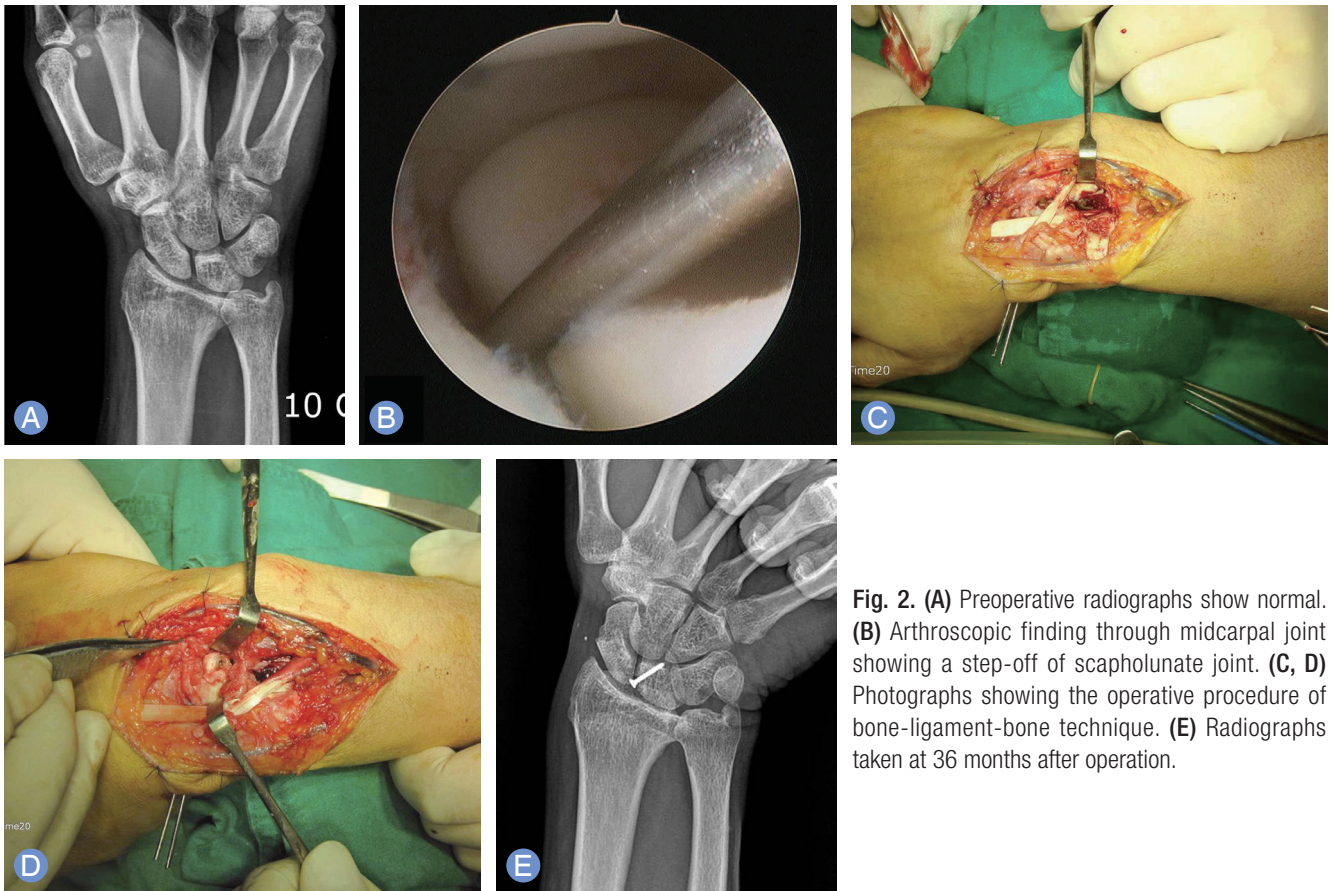 10
A
B
ime20
C
me20
D
E
Fig. 2. (A) Preoperative radiographs show normal.
(B) Arthroscopic finding through midcarpal joint
showing a step-off of scapholunate joint. (C, D)
Photographs showing the operative procedure of
bone-ligament-bone technique. (E) Radiographs
taken at 36 months after operation.